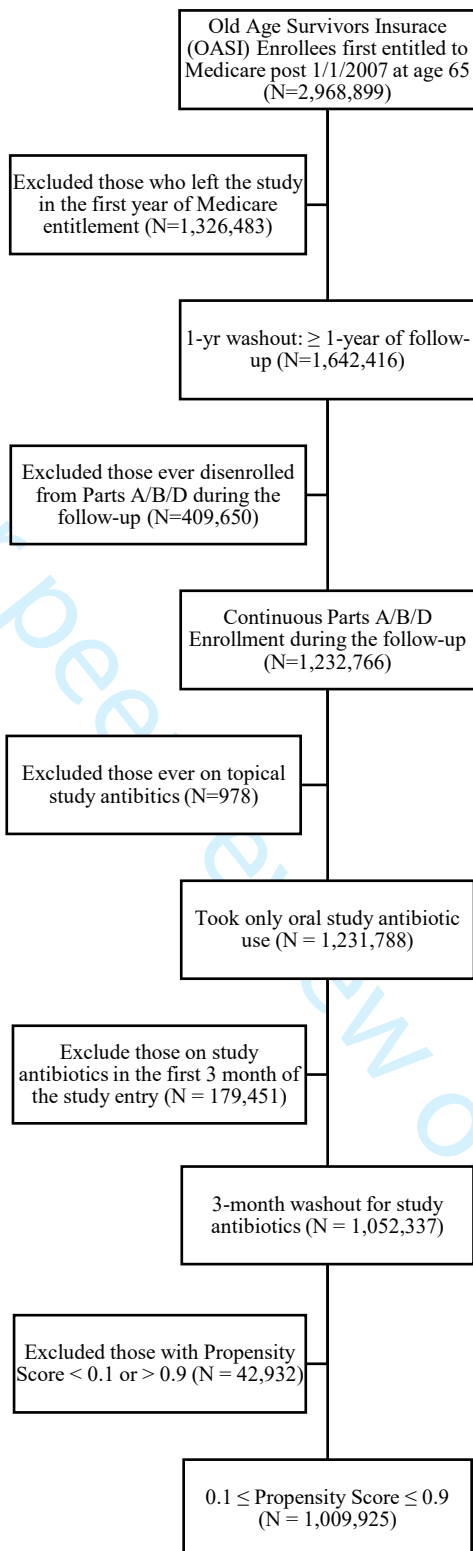 Old Age Survivors Insurace
(OASI) Enrollees first entitled to
Medicare post 1/1/2007 at age 65
(N=2,968,899)
Excluded those who left the study
in the first year of Medicare
entitlement (N=1,326,483)
1-yr washout: ≥ 1-year of follow-
up (N=1,642,416)
Excluded those ever disenrolled
from Parts A/B/D during the
follow-up (N=409,650)
Continuous Parts A/B/D
Enrollment during the follow-up
(N=1,232,766)
Excluded those ever on topical
study antibitics (N=978)
Took only oral study antibiotic
use (N = 1,231,788)
Exclude those on study
antibiotics in the first 3 month of
the study entry (N = 179,451)
3-month washout for study
antibiotics (N = 1,052,337)
Excluded those with Propensity
Score < 0.1 or > 0.9 (N = 42,932)
0.1 ≤ Propensity Score ≤ 0.9
(N = 1,009,925)